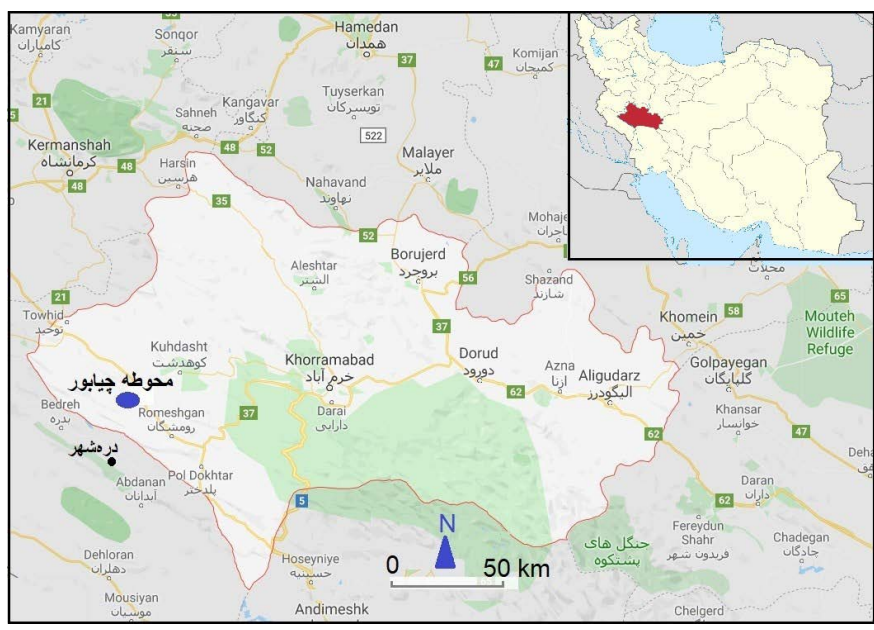 Kamyaran
کامیاران
Sonqor
سنقر
Hamedan
همدان
37
Komijan
کمیجان
47
Tuyserkan
تویسرکان
21
Kangavar
کنگاور
Sahneh
صحنه
522
Kermanshah
کرمانشاه
48
48
52
48
Harsin
هرسین
Malayer
ملایر
Nahavand
نهاوند
35
52
Borujerd
بروجرد
56
Aleshtar
الشتر
Shazand
شازند
محلات
21
Towhid
توحید
58
65
Khomein
خمین
Mouteh
Wildlife
Refuge
37
Kuhdasht
کوهدشت
Khorramabad
خرم آباد
Dorud
دورود
62
Azna
ازنا
Aligudarz
الیگودرز
Golpayegan
گلپایگان
محوطه چیابور
Bedreh
بدره
Romeshgan
رومشگان
37
Darai
دارابی
Khansar
خوانسار
47
62
دره‌شهر
Abdanan
آبدانان
Pol Dokhtar
پلدختر
5
Daran
داران
62
Fereydun
Shahr
فریدون شهر
Chadegan
چادگان
Dehloran
دهلران
Hoseyniye
حسینیه
N
0 50 km
جنگل های
پشتکوه
Mousiyan
موسیان
Andimeshk
Chelgerd